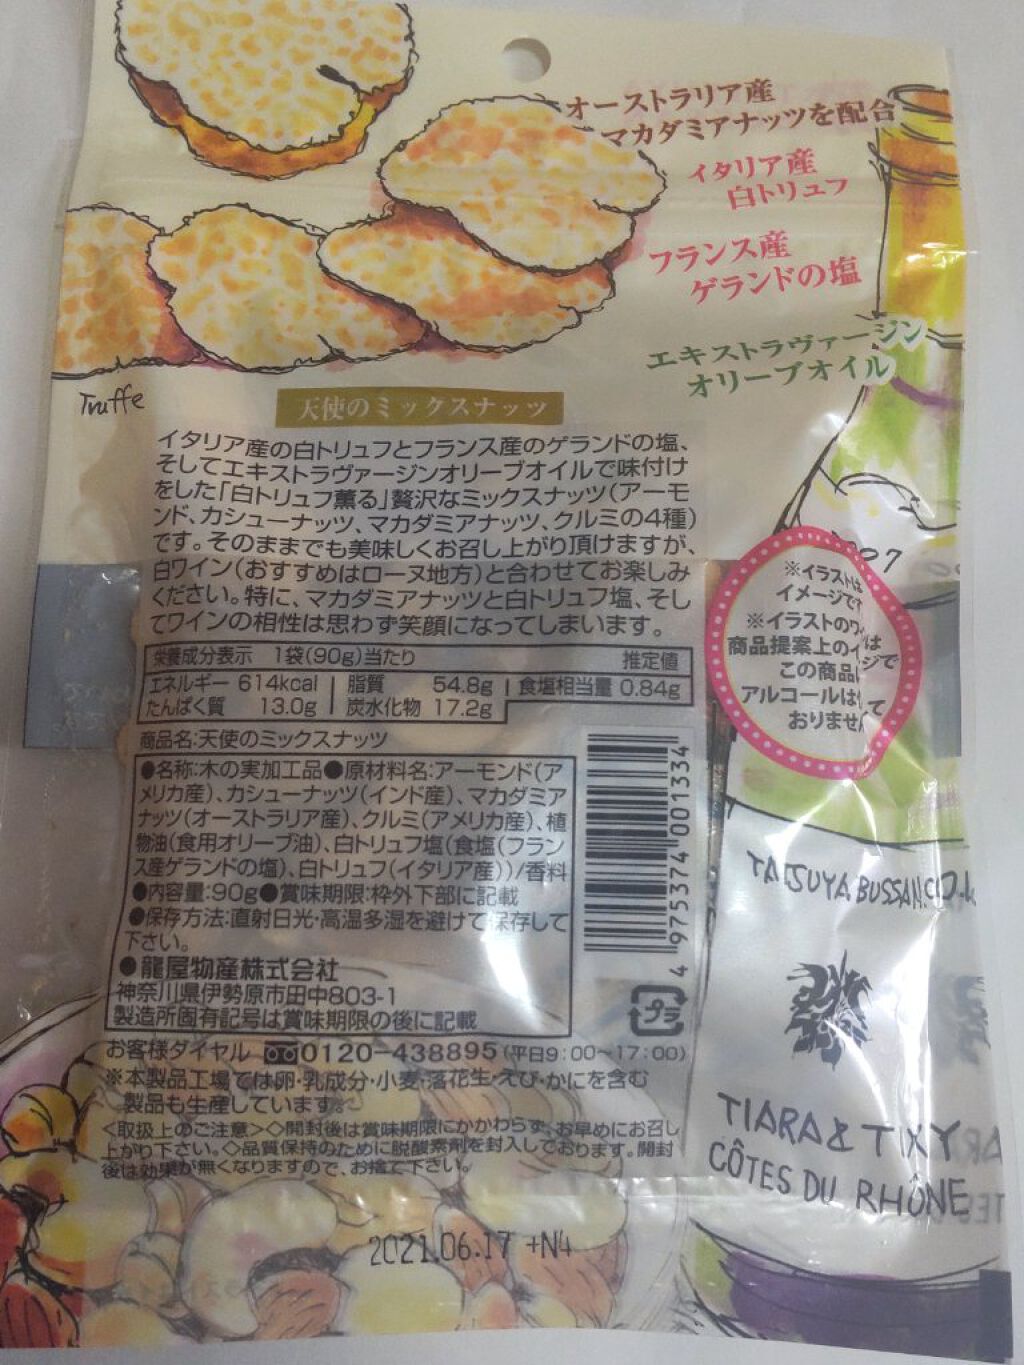 オーストラリア産
マカダミアナッツを配合
イタリア産
白トリュフ
フランス産
ゲランドの塩
エキストラヴァージン
オリーブオイル
Truffe
天使のミックスナッツ
イタリア産の白トリュフとフランス産のゲランドの塩、
そしてエキストラヴァージンオリーブオイルで味付け
をした「白トリュフ薫る」贅沢なミックスナッツ(アーモ
ンド、カシューナッツ、マカダミアナッツ、クルミの4種)
です。そのままでも美味しくお召し上がり頂けますが、
白ワイン(おすすめはローヌ地方)と合わせてお楽しみ
ください。特に、マカダミアナッツと白トリュフ塩、そし
てワインの相性は思わず笑顔になってしまいます。
※イラストは
イメージです
※イラストのワ は
商品提案上のイ ジで
この商品
アルコールは て
おりません
栄養成分表示 1袋(90g)当たり 推定値
エネルギー 614kcal 脂質 54.8g 食塩相当量 0.84g
たんぱく質 13.0g 炭水化物 17.2g
商品名:天使のミックスナッツ
●名称:木の実加工品●原材料名:アーモンド(ア
メリカ産)、カシューナッツ(インド産)、マカダミア
ナッツ(オーストラリア産)、クルミ(アメリカ産)、植
物油(食用オリーブ油)、白トリュフ塩(食塩(フラン
ス産ゲランドの塩)、白トリュフ(イタリア産))/香料
●内容量:90g●賞味期限:枠外下部に記載
●保存方法:直射日光・高温多湿を避けて保存して
下さい。
●龍屋物産株式会社
神奈川県伊勢原市田中803-1
製造所固有記号は賞味期限の後に記載
4975374001334
プラ
お客様ダイヤル 0120-438895(平日9:00~17:00)
※本製品工場では卵・乳成分・小麦・落花生・えび・かにを含む
製品も生産しています。
<取扱上のご注意>◇開封後は賞味期限にかかわらず、お早めにお召し
上がり下さい。◇品質保持のために脱酸素剤を封入しております。開封
後は効果が無くなりますので、お捨て下さい。
2021.06.17 +N4
TATSUYA BUSSAN
TIARA & TIXY
CÔTES DU RHÔNE